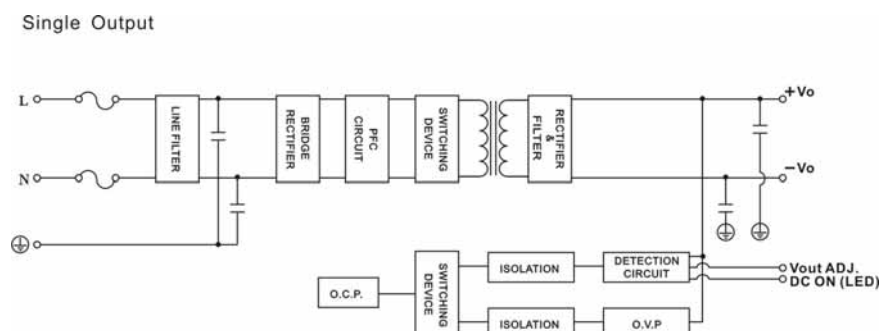 Single Output
L
LINE FILTER
BRIDGE
RECTIFIER
PFC
CIRCUIT
SWITCHING
DEVICE
RECTIFIER
&
FILTER
+Vo
N
−Vo
SWITCHING
DEVICE
ISOLATION
DETECTION
CIRCUIT
Vout ADJ.
DC ON (LED)
O.C.P.
ISOLATION
O.V.P